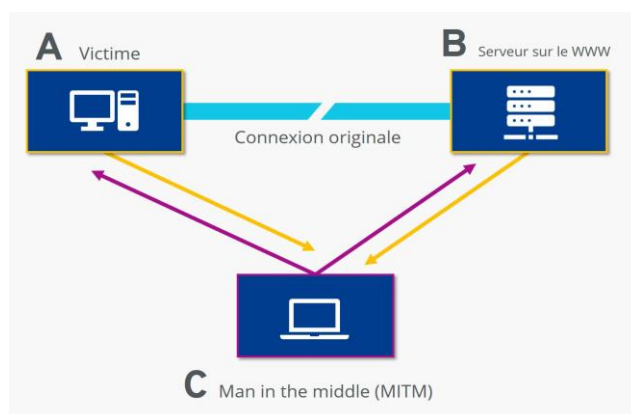 A Victime
B Serveur sur le WWW
Connexion originale
C Man in the middle (MITM)